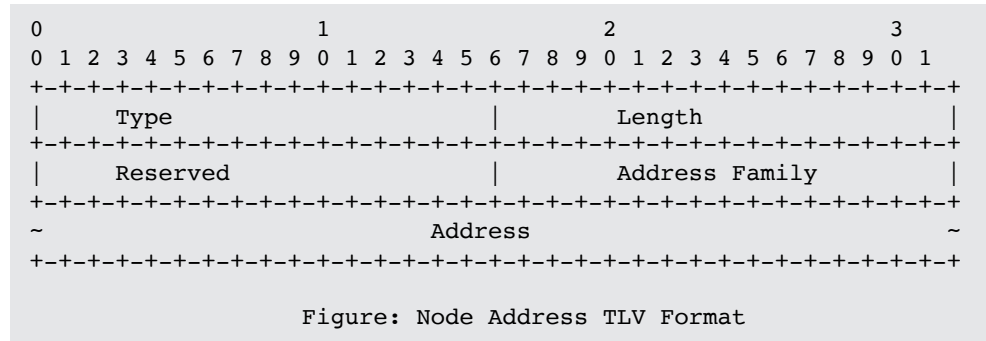 0                   1                   2                   3
0 1 2 3 4 5 6 7 8 9 0 1 2 3 4 5 6 7 8 9 0 1 2 3 4 5 6 7 8 9 0 1
+-+-+-+-+-+-+-+-+-+-+-+-+-+-+-+-+-+-+-+-+-+-+-+-+-+-+-+-+-+-+-+-+
|     Type                      |        Length                 |
+-+-+-+-+-+-+-+-+-+-+-+-+-+-+-+-+-+-+-+-+-+-+-+-+-+-+-+-+-+-+-+-+
|     Reserved                  |        Address Family         |
+-+-+-+-+-+-+-+-+-+-+-+-+-+-+-+-+-+-+-+-+-+-+-+-+-+-+-+-+-+-+-+-+
~                           Address                             ~
+-+-+-+-+-+-+-+-+-+-+-+-+-+-+-+-+-+-+-+-+-+-+-+-+-+-+-+-+-+-+-+-+
Figure: Node Address TLV Format